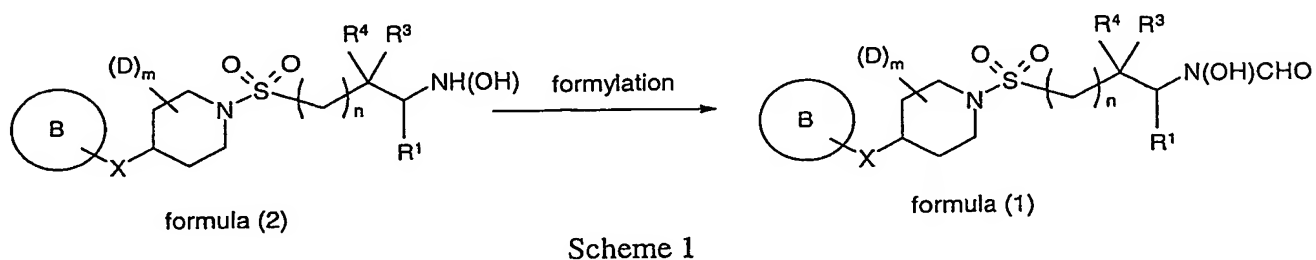 R⁴ R³
(D)ₘ O O
S ( )ₙ NH(OH)
N
B
X
R¹
formula (2)
formylation
R⁴ R³
(D)ₘ O O
S ( )ₙ N(OH)CHO
N
B
X
R¹
formula (1)
Scheme 1